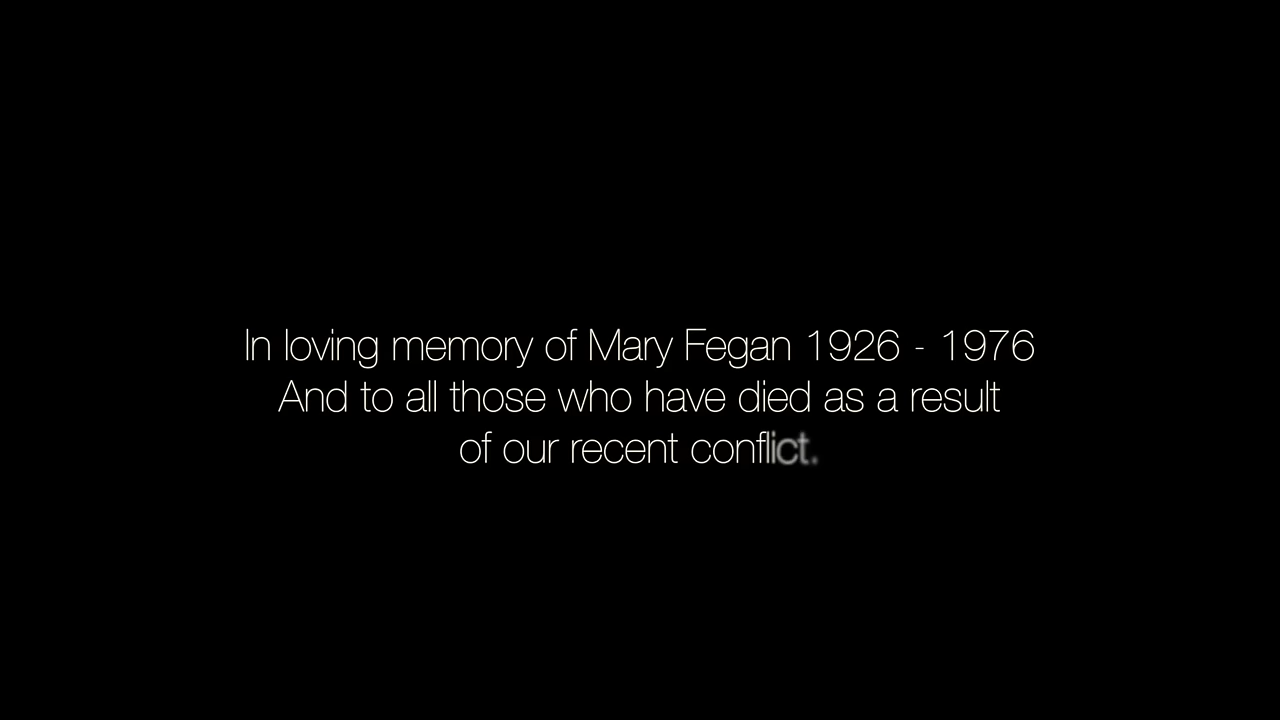 In loving memory of Mary Fegan 1926 - 1976
And to all those who have died as a result
of our recent conflict.